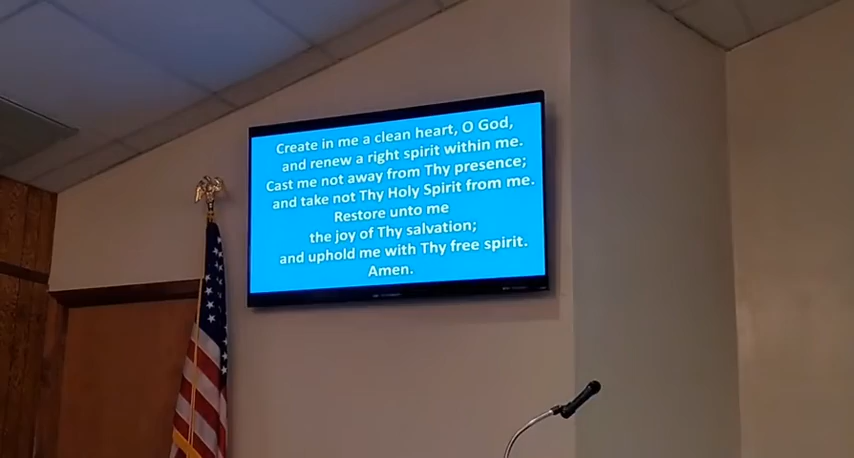 Create in me a clean heart, O God,
and renew a right spirit within me.
Cast me not away from Thy presence;
and take not Thy Holy Spirit from me.
Restore unto me
the joy of Thy salvation;
and uphold me with Thy free spirit.
Amen.